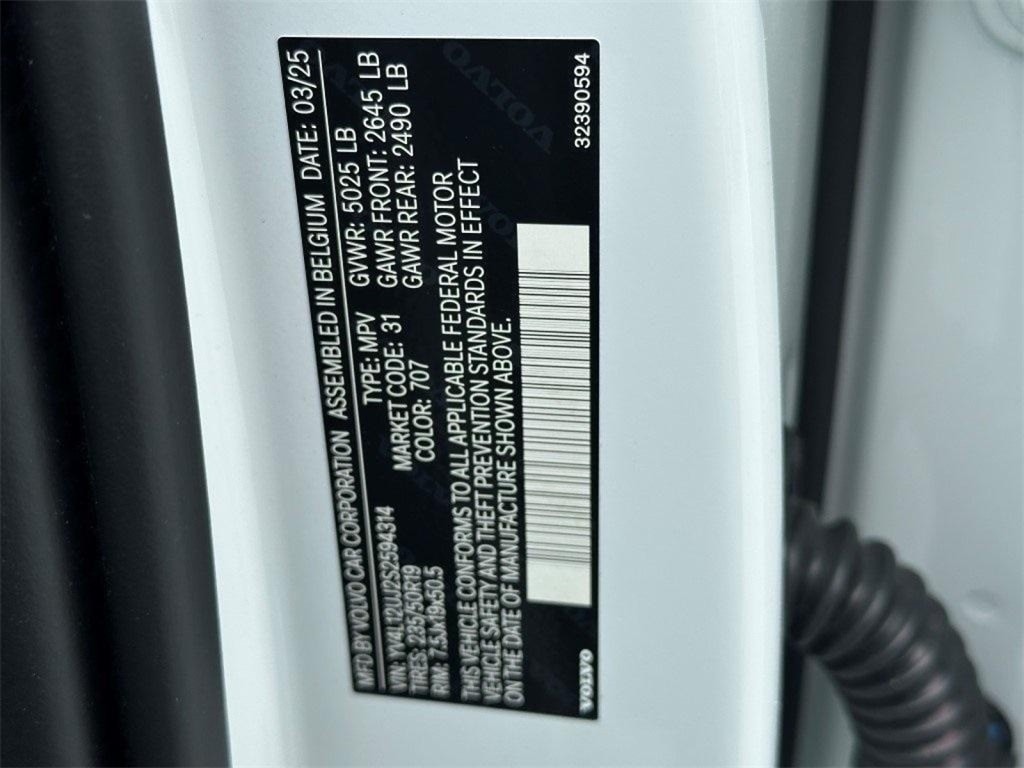 MFD BY VOLVO CAR CORPORATION ASSEMBLED IN BELGIUM DATE: 03/25
VIN: YV4L12UJ2S2594314 TYPE: MPV GVWR: 5025 LB
TIRES: 235/50R19 MARKET CODE: 31 GAWR FRONT: 2645 LB
RIM: 7.5Jx19x50.5 COLOR: 707 GAWR REAR: 2490 LB
THIS VEHICLE CONFORMS TO ALL APPLICABLE FEDERAL MOTOR
VEHICLE SAFETY AND THEFT PREVENTION STANDARDS IN EFFECT
ON THE DATE OF MANUFACTURE SHOWN ABOVE.
VOLVO 32390594